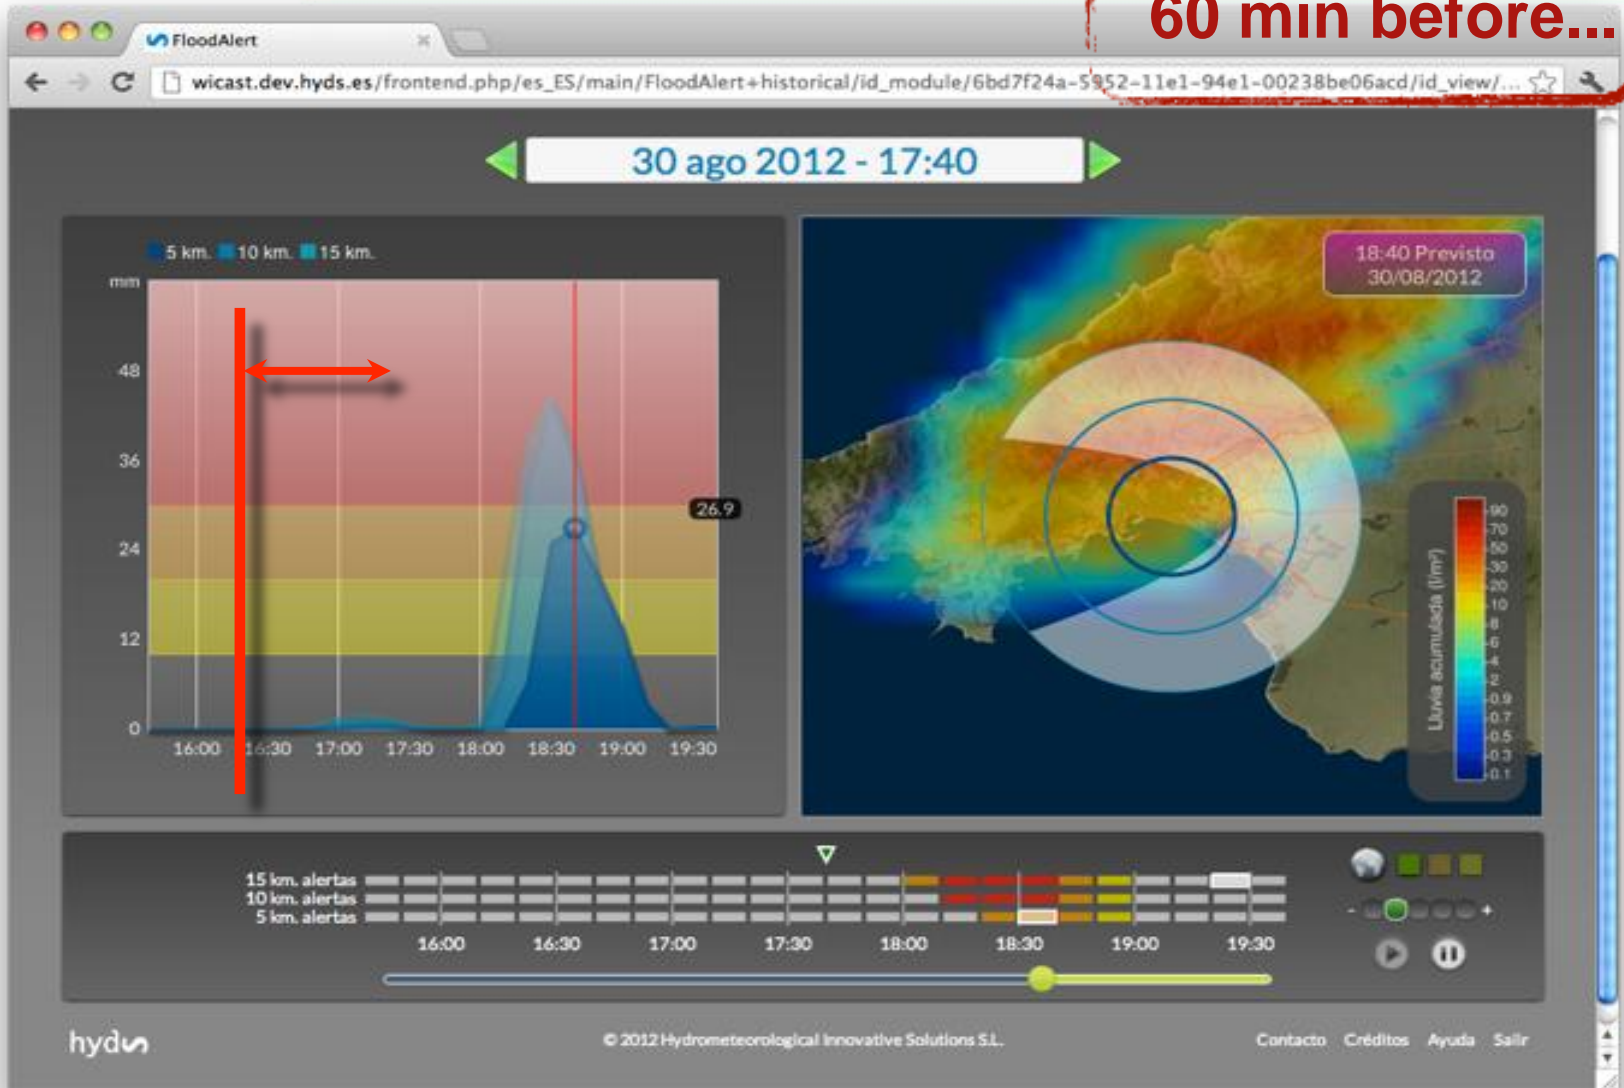 60 min before...
FloodAlert
wicast.dev.hyds.es/frontend.php/es_ES/main/FloodAlert+historical/id_module/6bd7f24a-5952-11e1-94e1-00238be06acd/id_view/...
30 ago 2012 - 17:40
5 km. 10 km. 15 km.
mm
48
36
24
12
0
26.9
16:00 16:30 17:00 17:30 18:00 18:30 19:00 19:30
18:40 Previsto
30/08/2012
Lluvia acumulada (l/m²)
90
70
50
30
20
10
8
6
4
2
0.9
0.7
0.5
0.3
0.1
15 km. alertas
10 km. alertas
5 km. alertas
16:00 16:30 17:00 17:30 18:00 18:30 19:00 19:30
- +
hyds
© 2012 Hydrometeorological Innovative Solutions S.L.
Contacto Créditos Ayuda Salir